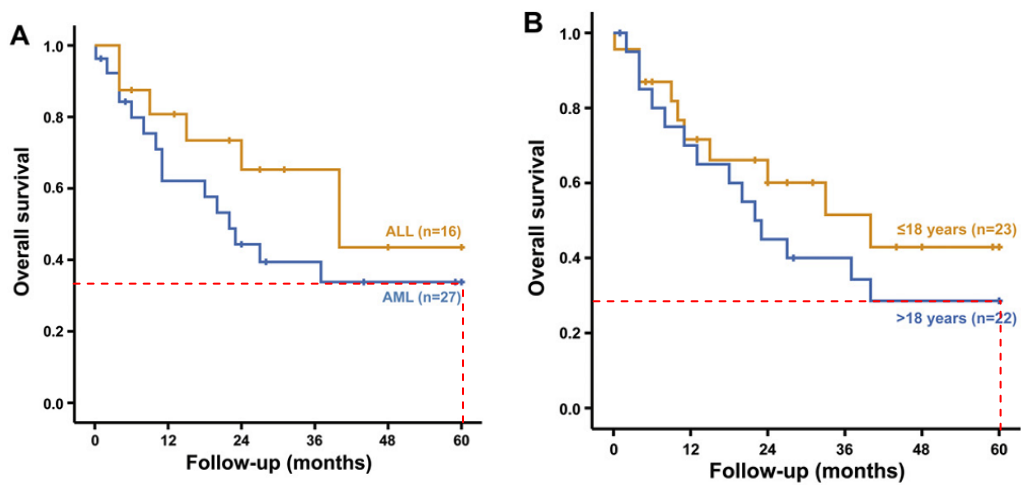 A
Overall survival
1.0
0.8
0.6
0.4
0.2
0.0
ALL (n=16)
AML (n=27)
0 12 24 36 48 60
Follow-up (months)
B
Overall survival
1.0
0.8
0.6
0.4
0.2
0.0
≤18 years (n=23)
>18 years (n=22)
0 12 24 36 48 60
Follow-up (months)